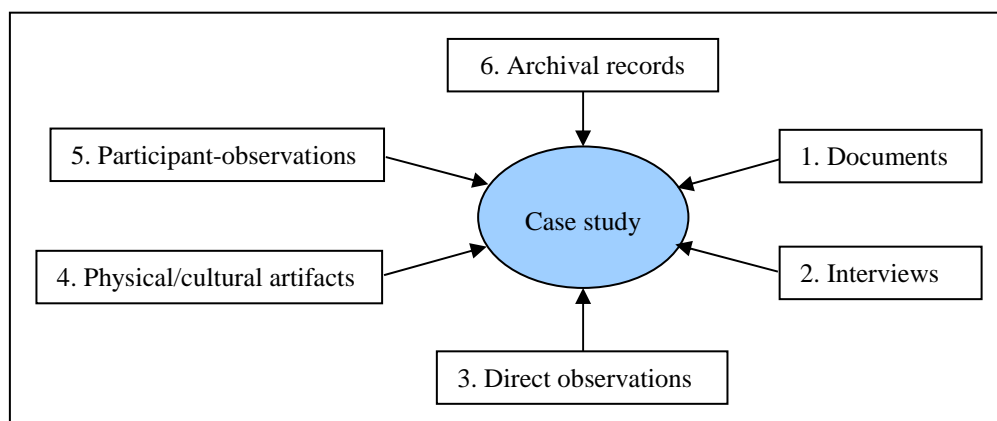 6. Archival records
5. Participant-observations
1. Documents
Case study
4. Physical/cultural artifacts
2. Interviews
3. Direct observations